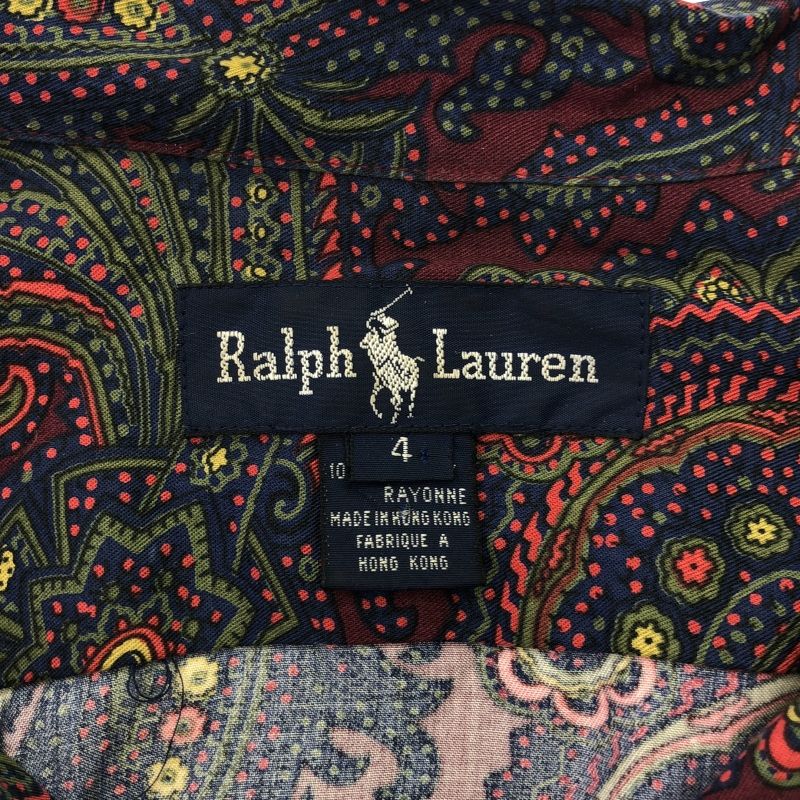 Ralph Lauren
4
10
RAYONNE
MADE IN HONG KONG
FABRIQUE A
HONG KONG